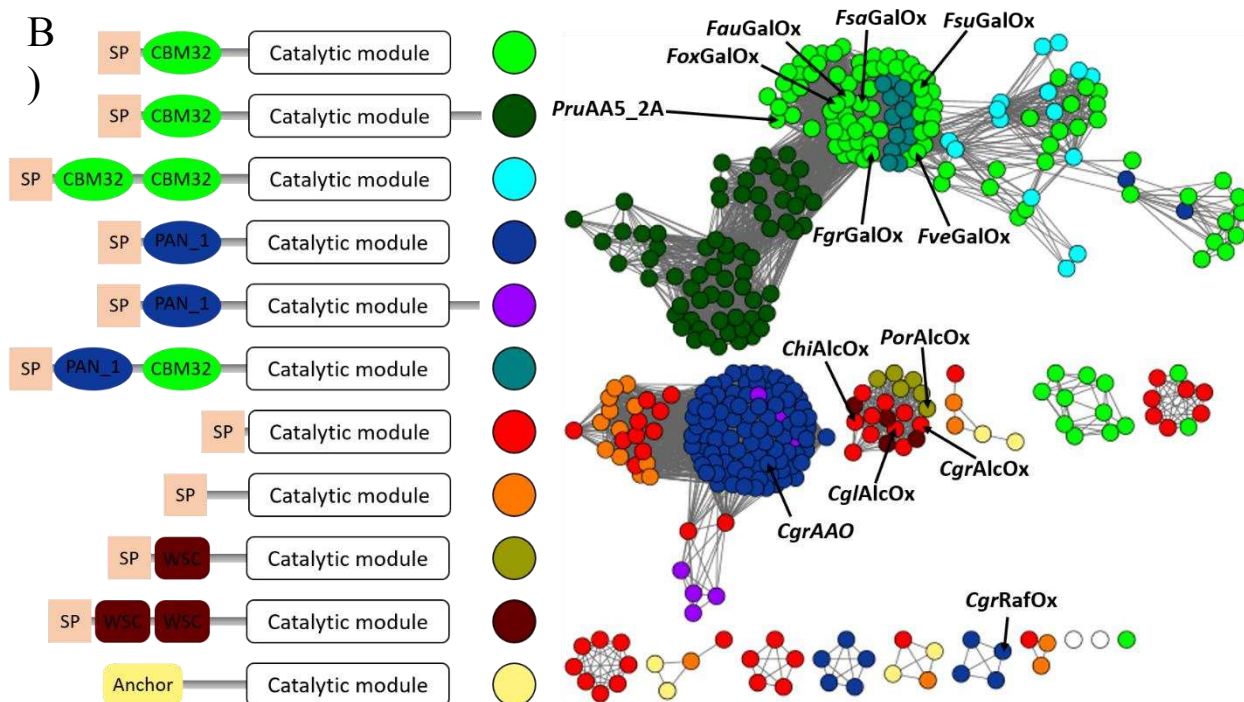 B
)
SP CBM32 Catalytic module
SP CBM32 Catalytic module
SP CBM32 CBM32 Catalytic module
SP PAN_1 Catalytic module
SP PAN_1 Catalytic module
SP PAN_1 CBM32 Catalytic module
SP Catalytic module
SP Catalytic module
SP WSC Catalytic module
SP WSC WSC Catalytic module
Anchor Catalytic module
FsaGalOx
FsuGalOx
FauGalOx
FoxGalOx
PruAA5_2A
FgrGalOx
FveGalOx
ChiAlcOx
PorAlcOx
CgrAlcOx
CglAlcOx
CgrAAO
CgrRafOx